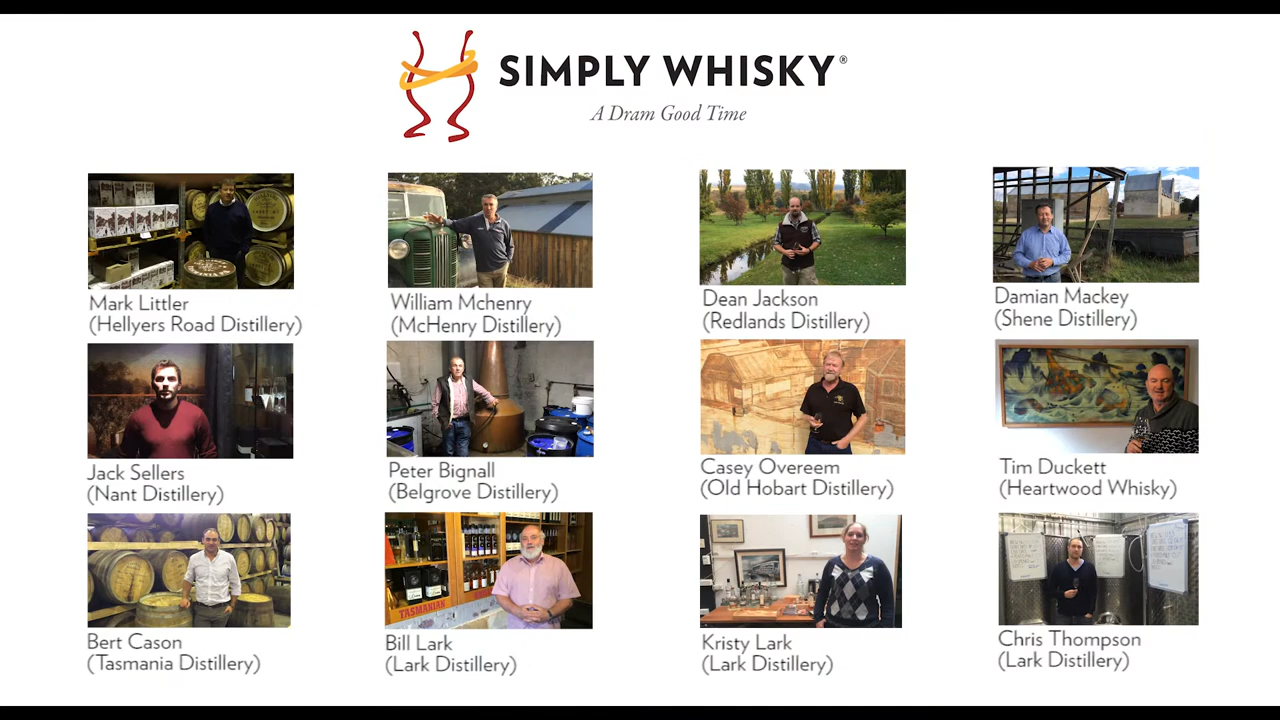 SIMPLY WHISKY®
A Dram Good Time
Mark Littler
(Hellyers Road Distillery)
William Mchenry
(McHenry Distillery)
Dean Jackson
(Redlands Distillery)
Damian Mackey
(Shene Distillery)
Jack Sellers
(Nant Distillery)
Peter Bignall
(Belgrove Distillery)
Casey Overeem
(Old Hobart Distillery)
Tim Duckett
(Heartwood Whisky)
TASMANIAN
Bert Cason
(Tasmania Distillery)
Bill Lark
(Lark Distillery)
Kristy Lark
(Lark Distillery)
Chris Thompson
(Lark Distillery)